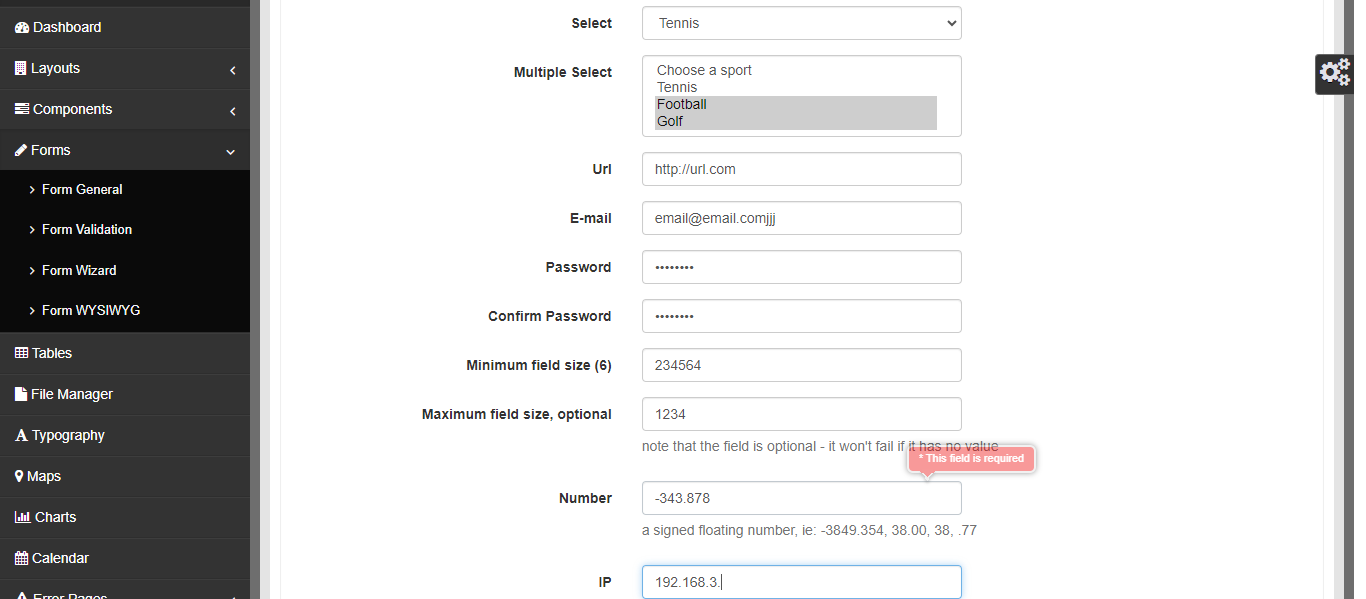 Dashboard
Layouts
Components
Forms
Form General
Form Validation
Form Wizard
Form WYSIWYG
Tables
File Manager
Typography
Maps
Charts
Calendar
Error Pages
Select
Tennis
Multiple Select
Choose a sport
Tennis
Football
Golf
Url
http://url.com
E-mail
email@email.comjjj
Password
••••••••
Confirm Password
••••••••
Minimum field size (6)
234564
Maximum field size, optional
1234
note that the field is optional - it won't fail if it has no value
* This field is required
Number
-343.878
a signed floating number, ie: -3849.354, 38.00, 38, .77
IP
192.168.3.